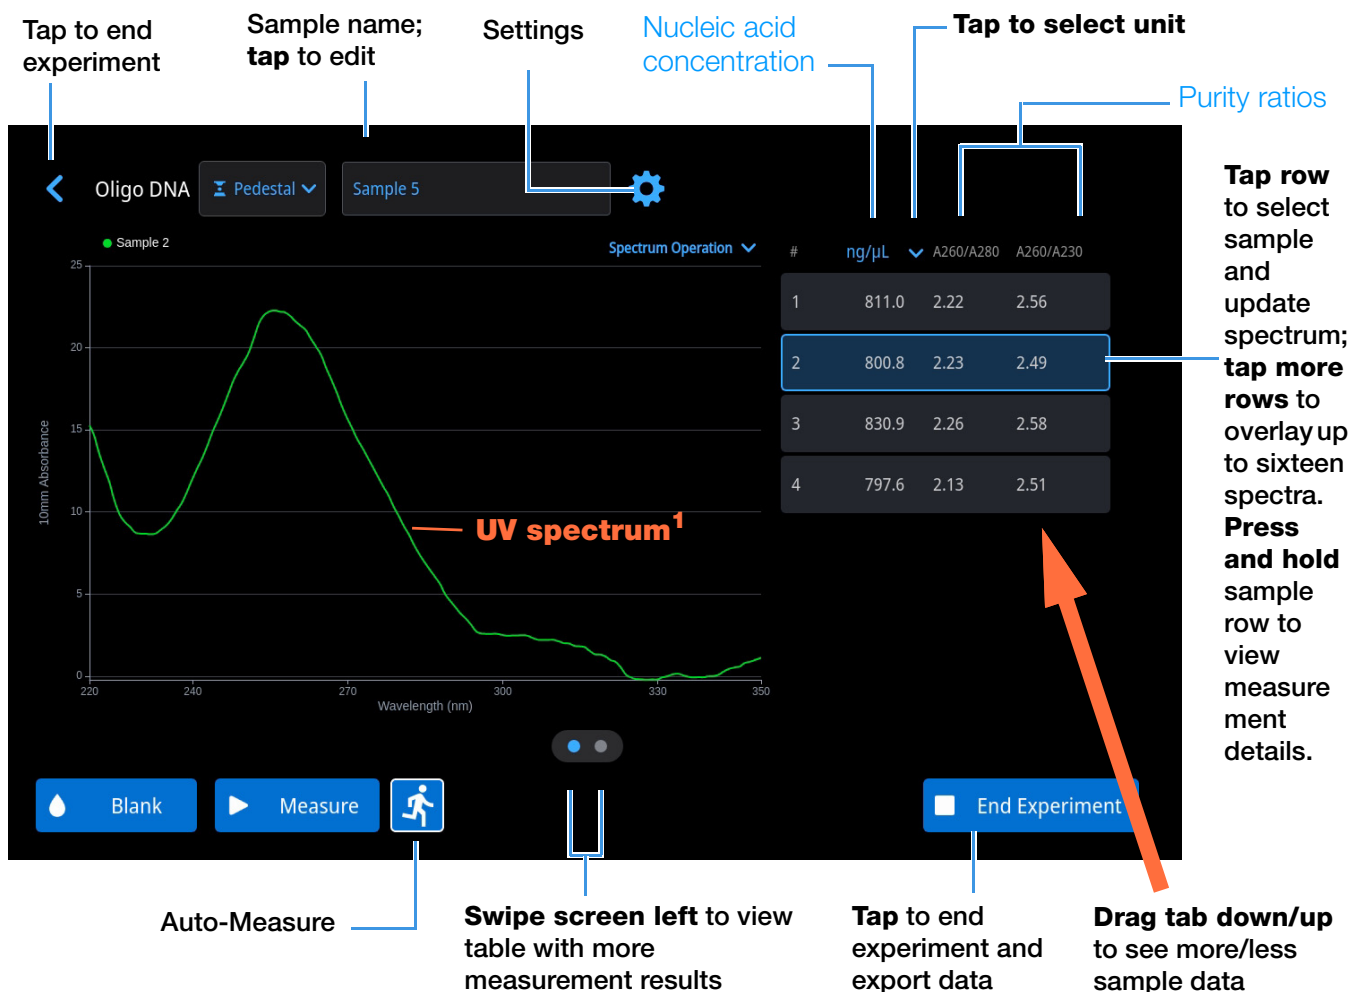 Tap to end
experiment
Sample name;
tap to edit
Settings
Nucleic acid
concentration
Tap to select unit
Purity ratios
Oligo DNA
Pedestal
Sample 5
Sample 2
Spectrum Operation
# ng/µL A260/A280 A260/A230
1 811.0 2.22 2.56
2 800.8 2.23 2.49
3 830.9 2.26 2.58
4 797.6 2.13 2.51
25
20
15
10
5
0
10mm Absorbance
220 240 270 300 330 350
Wavelength (nm)
UV spectrum1
Tap row
to select
sample
and
update
spectrum;
tap more
rows to
overlay up
to sixteen
spectra.
Press
and hold
sample
row to
view
measure
ment
details.
Blank
Measure
End Experiment
Auto-Measure
Swipe screen left to view
table with more
measurement results
Tap to end
experiment and
export data
Drag tab down/up
to see more/less
sample data